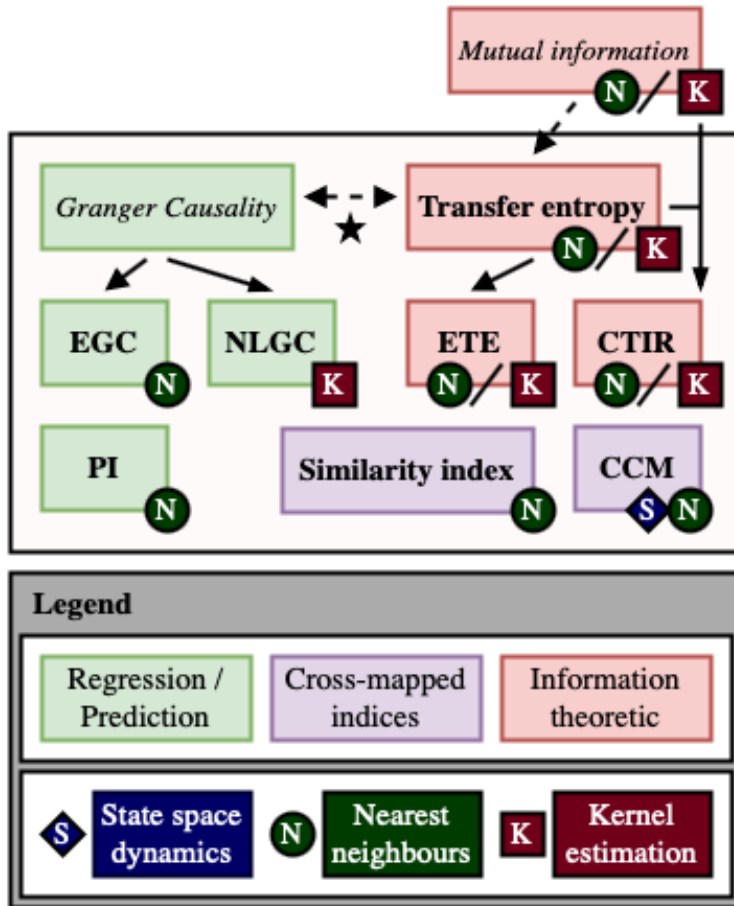 Mutual information
N / K
Granger Causality
★
Transfer entropy
N / K
EGC
N
NLGC
K
ETE
N / K
CTIR
N / K
PI
N
Similarity index
N
CCM
S N
Legend
Regression /
Prediction
Cross-mapped
indices
Information
theoretic
S
State space
dynamics
N
Nearest
neighbours
K
Kernel
estimation